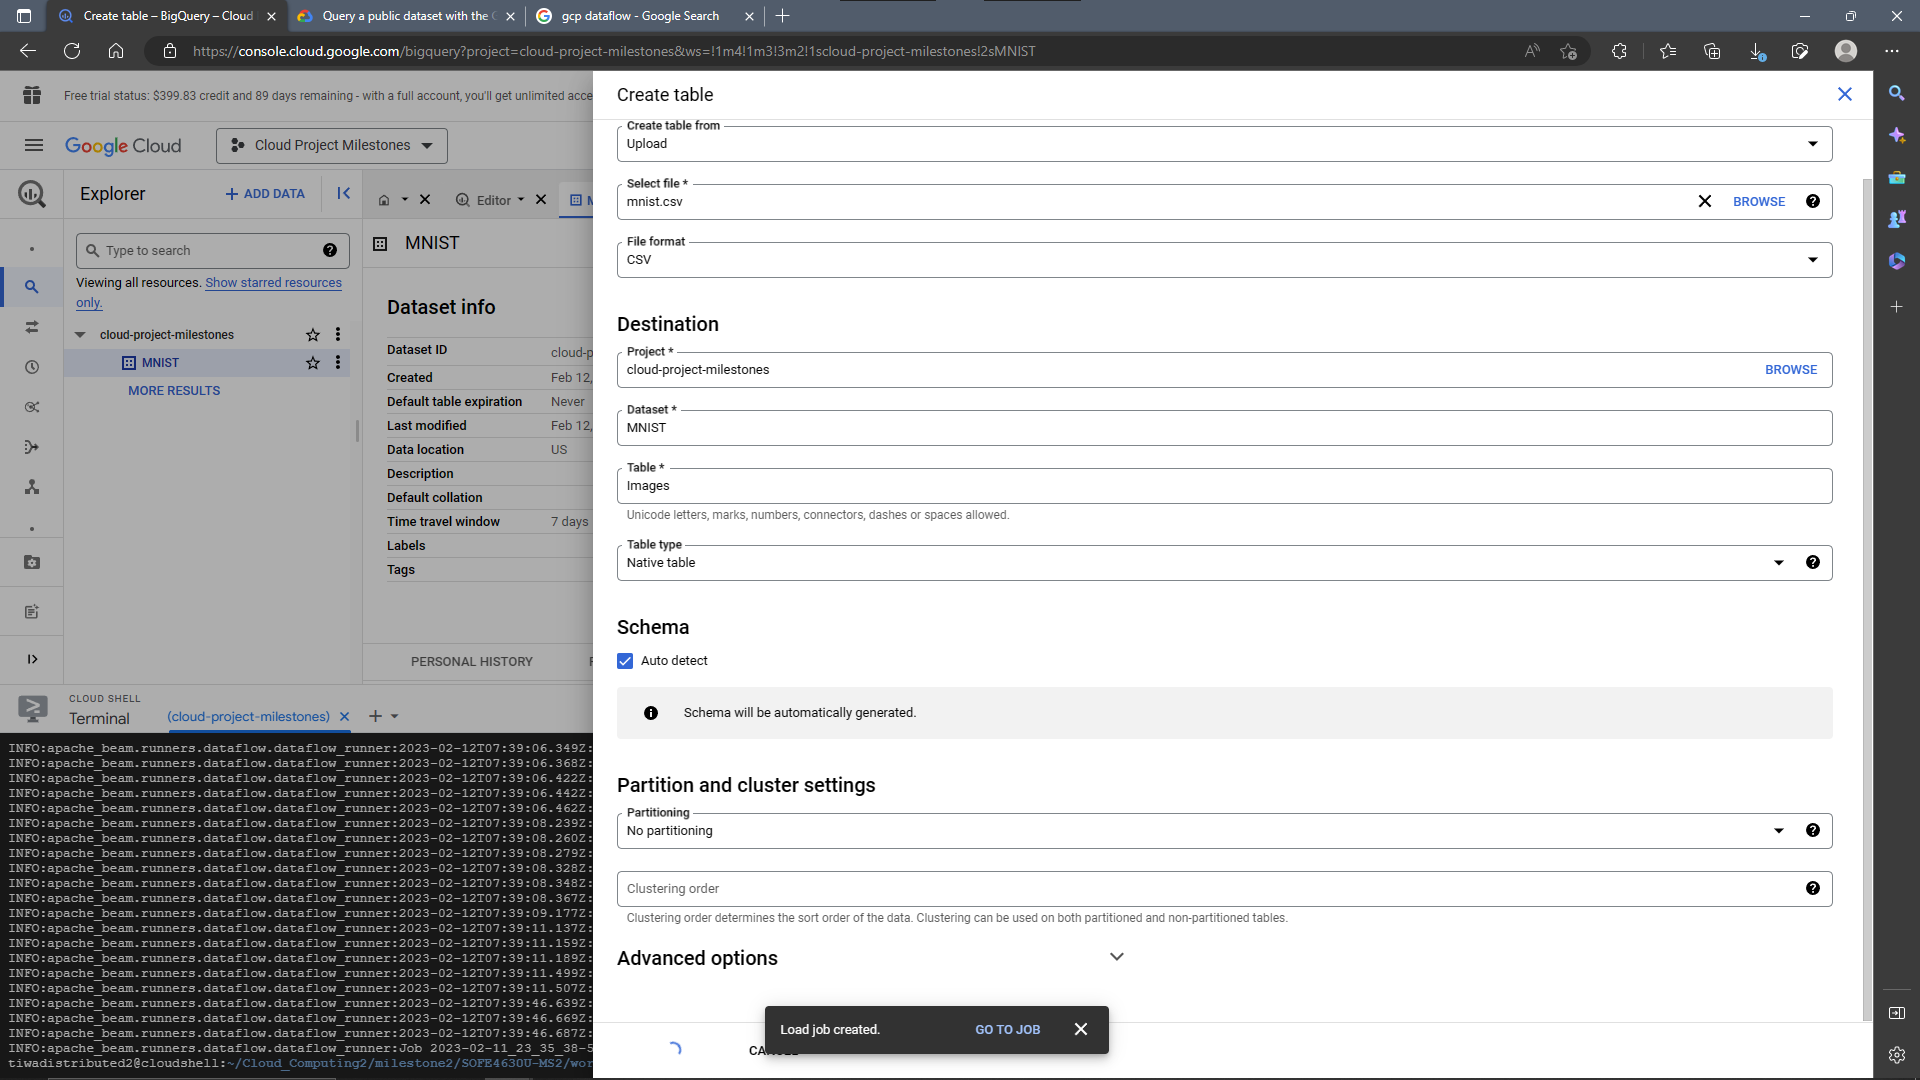 Create table – BigQuery – Cloud
Query a public dataset with the
gcp dataflow - Google Search
https://console.cloud.google.com/bigquery?project=cloud-project-milestones&ws=!1m4!1m3!3m2!1scloud-project-milestones!2sMNIST
Free trial status: $399.83 credit and 89 days remaining - with a full account, you'll get unlimited acce
Google Cloud
Cloud Project Milestones
Explorer
ADD DATA
Editor
Type to search
Viewing all resources. Show starred resources
only.
cloud-project-milestones
MNIST
MORE RESULTS
MNIST
Dataset info
Dataset ID cloud-p
Created Feb 12,
Default table expiration Never
Last modified Feb 12,
Data location US
Description
Default collation
Time travel window 7 days
Labels
Tags
PERSONAL HISTORY
Create table
Create table from
Upload
Select file *
mnist.csv
BROWSE
File format
CSV
Destination
Project *
cloud-project-milestones
BROWSE
Dataset *
MNIST
Table *
Images
Unicode letters, marks, numbers, connectors, dashes or spaces allowed.
Table type
Native table
Schema
Auto detect
Schema will be automatically generated.
Partition and cluster settings
Partitioning
No partitioning
Clustering order
Clustering order determines the sort order of the data. Clustering can be used on both partitioned and non-partitioned tables.
Advanced options
Load job created.
GO TO JOB
CLOUD SHELL
Terminal
(cloud-project-milestones)
INFO:apache_beam.runners.dataflow.dataflow_runner:2023-02-12T07:39:06.349Z:
INFO:apache_beam.runners.dataflow.dataflow_runner:2023-02-12T07:39:06.368Z:
INFO:apache_beam.runners.dataflow.dataflow_runner:2023-02-12T07:39:06.422Z:
INFO:apache_beam.runners.dataflow.dataflow_runner:2023-02-12T07:39:06.442Z:
INFO:apache_beam.runners.dataflow.dataflow_runner:2023-02-12T07:39:06.462Z:
INFO:apache_beam.runners.dataflow.dataflow_runner:2023-02-12T07:39:08.239Z:
INFO:apache_beam.runners.dataflow.dataflow_runner:2023-02-12T07:39:08.260Z:
INFO:apache_beam.runners.dataflow.dataflow_runner:2023-02-12T07:39:08.279Z:
INFO:apache_beam.runners.dataflow.dataflow_runner:2023-02-12T07:39:08.328Z:
INFO:apache_beam.runners.dataflow.dataflow_runner:2023-02-12T07:39:08.348Z:
INFO:apache_beam.runners.dataflow.dataflow_runner:2023-02-12T07:39:08.367Z:
INFO:apache_beam.runners.dataflow.dataflow_runner:2023-02-12T07:39:09.177Z:
INFO:apache_beam.runners.dataflow.dataflow_runner:2023-02-12T07:39:11.137Z:
INFO:apache_beam.runners.dataflow.dataflow_runner:2023-02-12T07:39:11.159Z:
INFO:apache_beam.runners.dataflow.dataflow_runner:2023-02-12T07:39:11.189Z:
INFO:apache_beam.runners.dataflow.dataflow_runner:2023-02-12T07:39:11.499Z:
INFO:apache_beam.runners.dataflow.dataflow_runner:2023-02-12T07:39:11.507Z:
INFO:apache_beam.runners.dataflow.dataflow_runner:2023-02-12T07:39:46.639Z:
INFO:apache_beam.runners.dataflow.dataflow_runner:2023-02-12T07:39:46.669Z:
INFO:apache_beam.runners.dataflow.dataflow_runner:2023-02-12T07:39:46.687Z:
INFO:apache_beam.runners.dataflow.dataflow_runner:Job 2023-02-11_23_35_38-5
tiwadistributed2@cloudshell:~/Cloud_Computing2/milestone2/SOFE4630U-MS2/wor